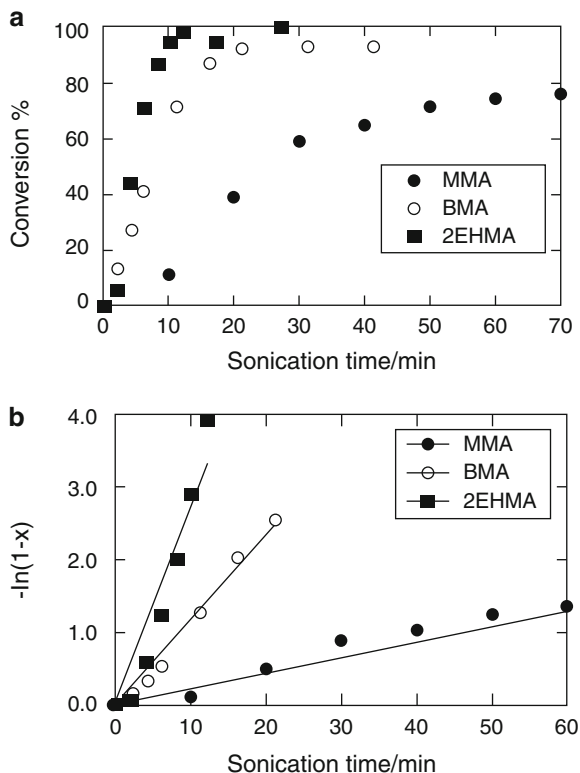 a
100
80
60
40
20
0
Conversion %
MMA
BMA
2EHMA
0 10 20 30 40 50 60 70
Sonication time/min
b
4.0
3.0
2.0
1.0
0.0
-ln(1-x)
MMA
BMA
2EHMA
0 10 20 30 40 50 60
Sonication time/min